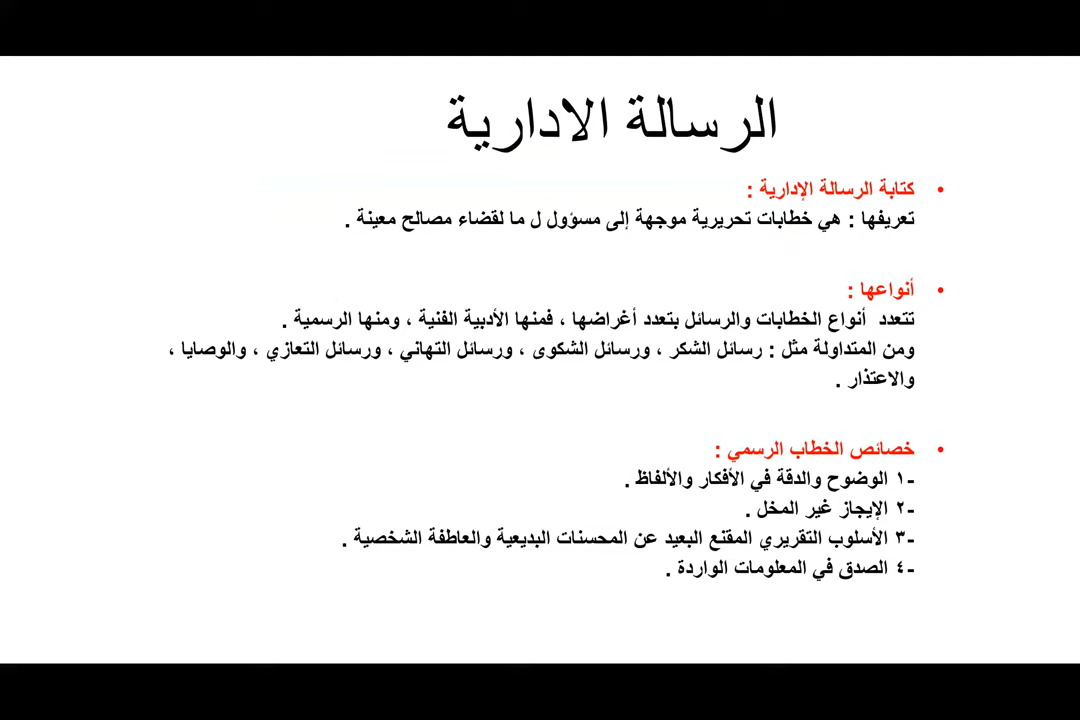 الرسالة الادارية
• كتابة الرسالة الإدارية :
تعريفها : هي خطابات تحريرية موجهة إلى مسؤول ل ما لقضاء مصالح معينة .
• أنواعها :
تتعدد أنواع الخطابات والرسائل بتعدد أغراضها ، فمنها الأدبية الفنية ، ومنها الرسمية .
ومن المتداولة مثل : رسائل الشكر ، ورسائل الشكوى ، ورسائل التهاني ، ورسائل التعازي ، والوصايا ،
والاعتذار .
• خصائص الخطاب الرسمي :
-١ الوضوح والدقة في الأفكار والألفاظ .
-٢ الإيجاز غير المخل .
-٣ الأسلوب التقريري المقنع البعيد عن المحسنات البديعية والعاطفة الشخصية .
-٤ الصدق في المعلومات الواردة .